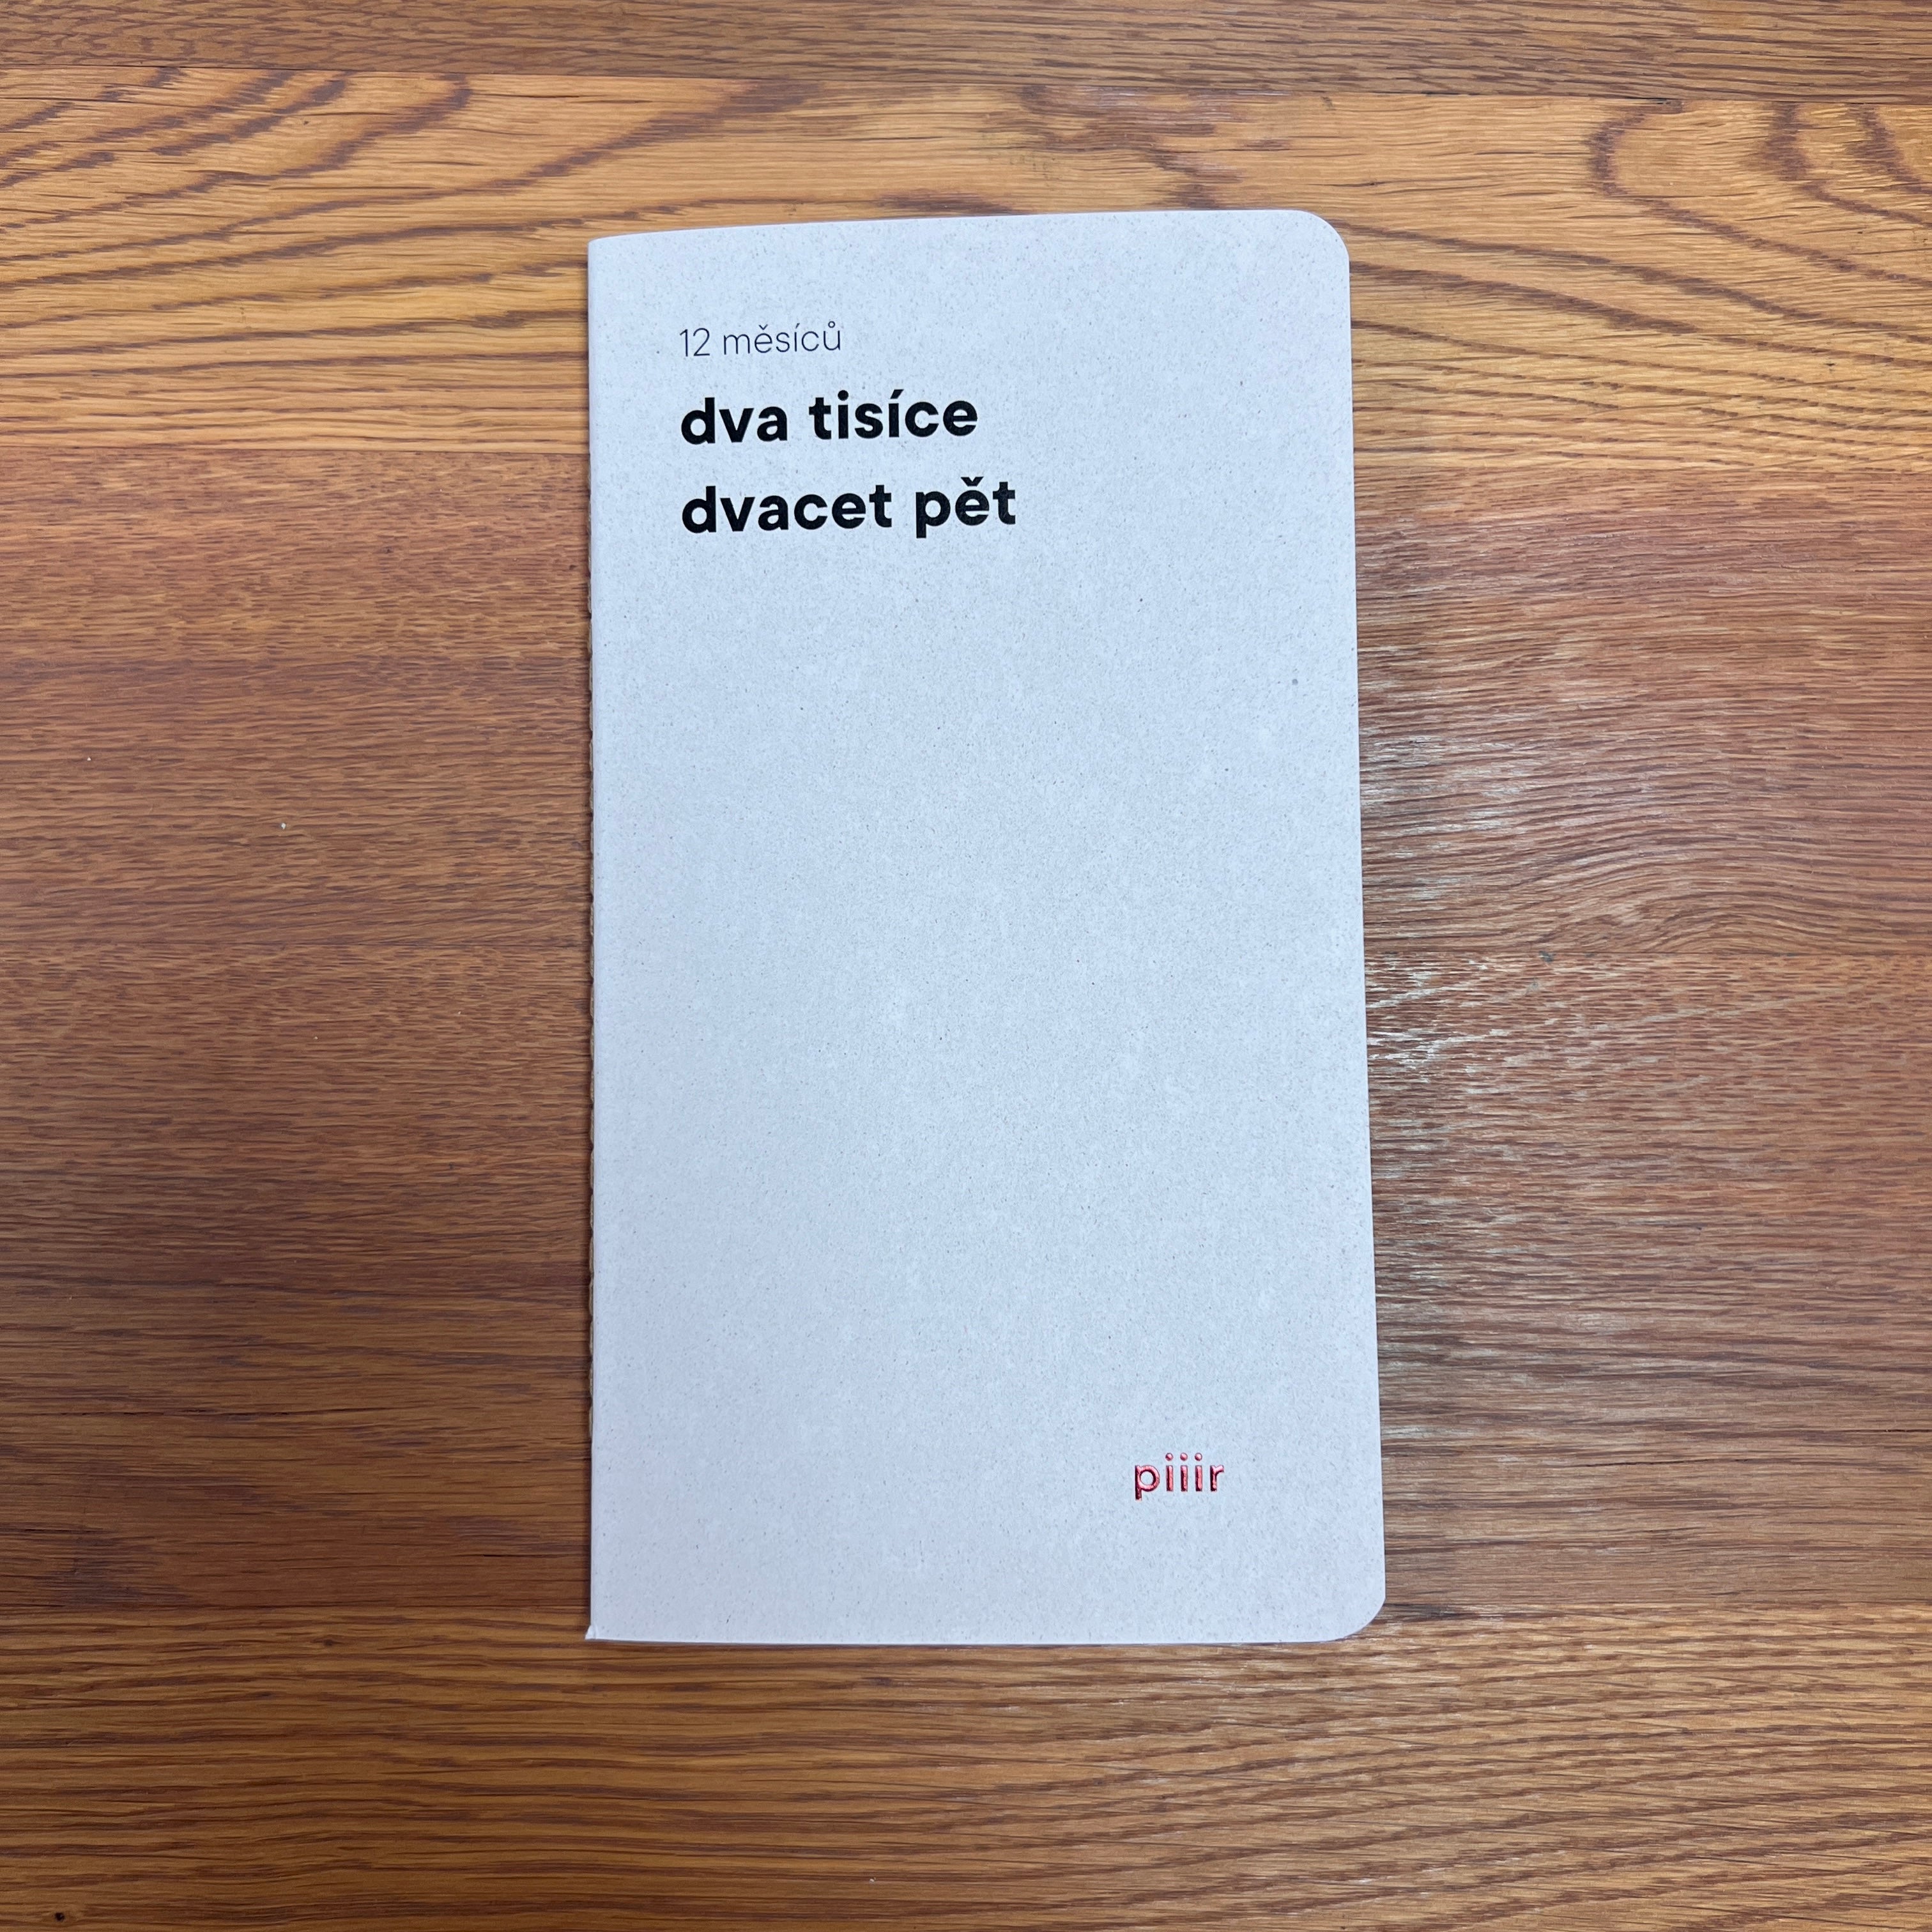 12 měsíců
dva tisíce
dvacet pět
piiir